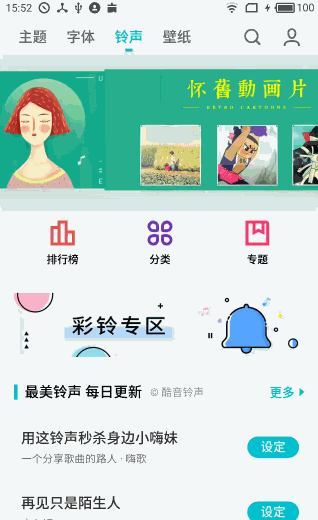 15:52
100
主题 字体 铃声 壁纸
怀舊動画片
RETRO CARTOONS
排行榜 分类 专题
彩铃专区
最美铃声 每日更新 © 酷音铃声 更多
用这铃声秒杀身边小嗨妹
设定
一个分享歌曲的路人 · 嗨歌
再见只是陌生人
设定